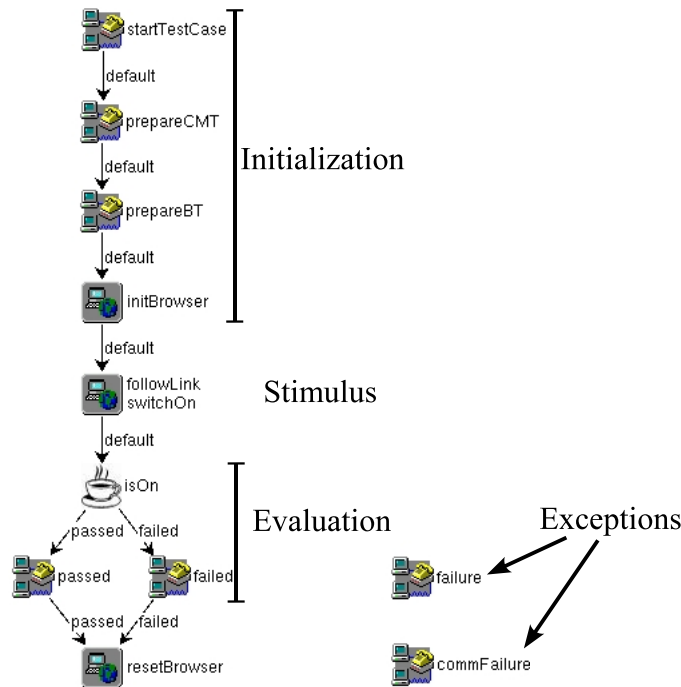 startTestCase
default
prepareCMT
default
Initialization
prepareBT
default
initBrowser
default
followLink
switchOn
Stimulus
default
isOn
Evaluation
Exceptions
passed failed
passed
failed
failure
passed failed
resetBrowser
commFailure